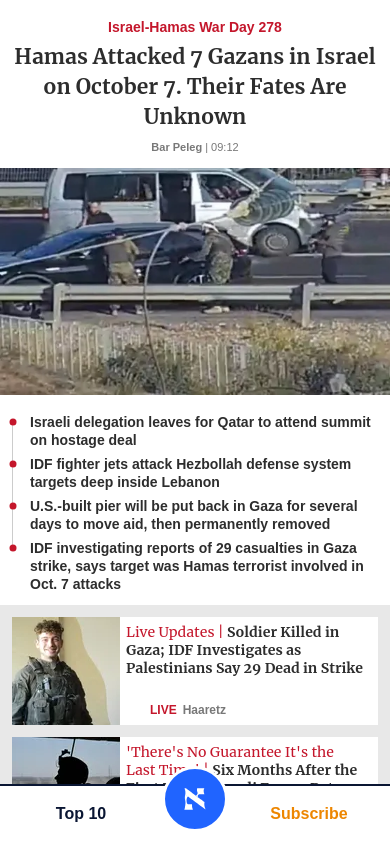 Israel-Hamas War Day 278
Hamas Attacked 7 Gazans in Israel
on October 7. Their Fates Are
Unknown
Bar Peleg | 09:12
Israeli delegation leaves for Qatar to attend summit
on hostage deal
IDF fighter jets attack Hezbollah defense system
targets deep inside Lebanon
U.S.-built pier will be put back in Gaza for several
days to move aid, then permanently removed
IDF investigating reports of 29 casualties in Gaza
strike, says target was Hamas terrorist involved in
Oct. 7 attacks
Live Updates | Soldier Killed in
Gaza; IDF Investigates as
Palestinians Say 29 Dead in Strike
LIVE Haaretz
'There's No Guarantee It's the
Last | Six Months After the
Top 10
Subscribe